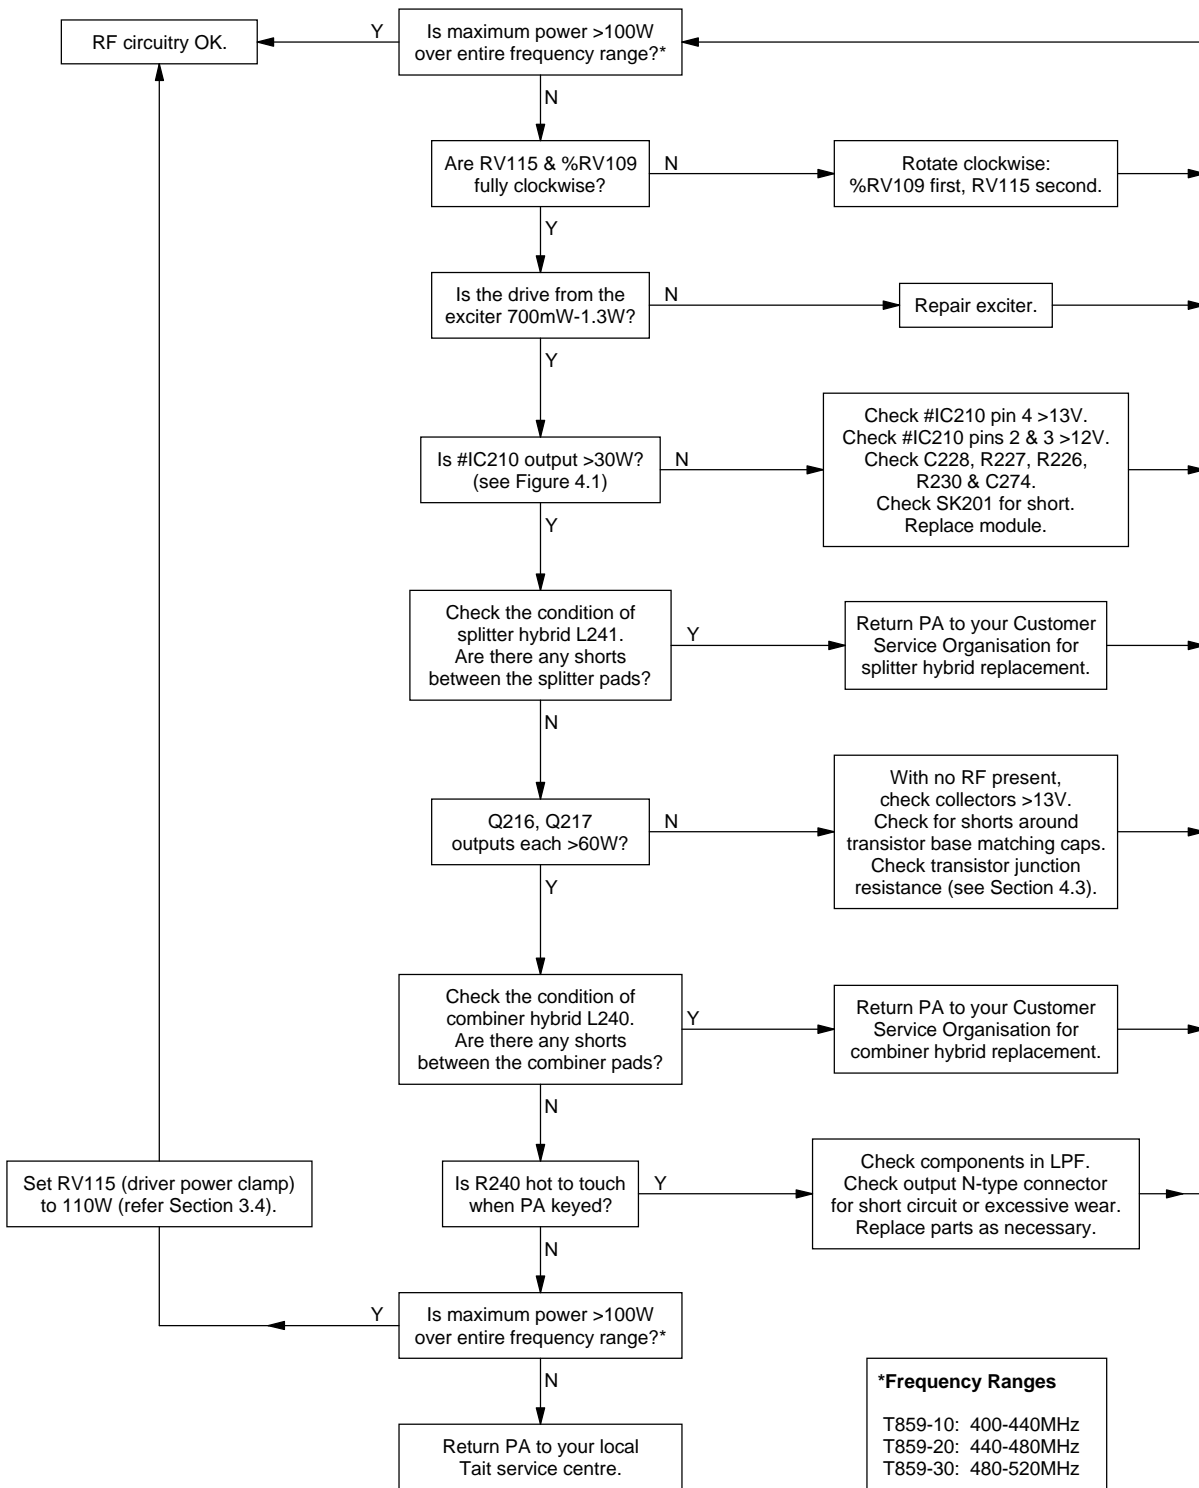 RF circuitry OK.
Y
Is maximum power >100W
over entire frequency range?*
N
Are RV115 & %RV109
fully clockwise?
N
Rotate clockwise:
%RV109 first, RV115 second.
Y
Is the drive from the
exciter 700mW-1.3W?
N
Repair exciter.
Y
Is #IC210 output >30W?
(see Figure 4.1)
N
Check #IC210 pin 4 >13V.
Check #IC210 pins 2 & 3 >12V.
Check C228, R227, R226,
R230 & C274.
Check SK201 for short.
Replace module.
Y
Check the condition of
splitter hybrid L241.
Are there any shorts
between the splitter pads?
Y
Return PA to your Customer
Service Organisation for
splitter hybrid replacement.
N
Q216, Q217
outputs each >60W?
N
With no RF present,
check collectors >13V.
Check for shorts around
transistor base matching caps.
Check transistor junction
resistance (see Section 4.3).
Y
Check the condition of
combiner hybrid L240.
Are there any shorts
between the combiner pads?
Y
Return PA to your Customer
Service Organisation for
combiner hybrid replacement.
N
Set RV115 (driver power clamp)
to 110W (refer Section 3.4).
Is R240 hot to touch
when PA keyed?
Y
Check components in LPF.
Check output N-type connector
for short circuit or excessive wear.
Replace parts as necessary.
N
Y
Is maximum power >100W
over entire frequency range?*
N
Return PA to your local
Tait service centre.
*Frequency Ranges
T859-10: 400-440MHz
T859-20: 440-480MHz
T859-30: 480-520MHz